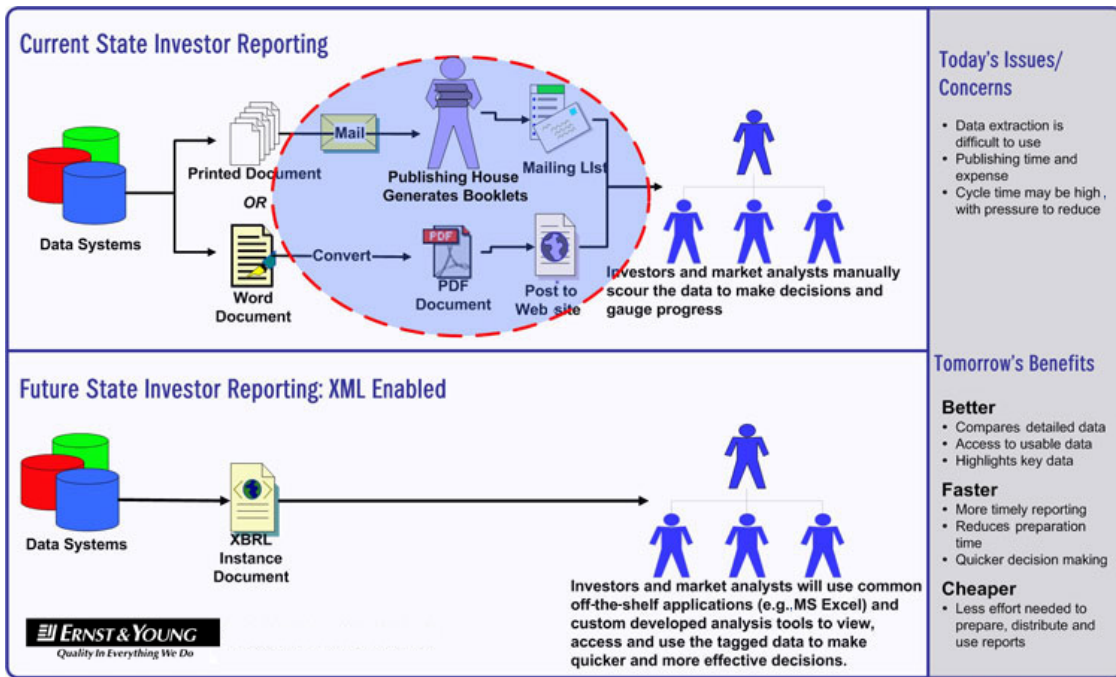 Current State Investor Reporting
Data Systems
Printed Document
OR
Word
Document
Mail
Convert
Publishing House
Generates Booklets
PDF
PDF
Document
Mailing LIst
Post to
Web site
Investors and market analysts manually
scour the data to make decisions and
gauge progress
Today's Issues/
Concerns
• Data extraction is
difficult to use
• Publishing time and
expense
• Cycle time may be high,
with pressure to reduce
Future State Investor Reporting: XML Enabled
Data Systems
XBRL
Instance
Document
Investors and market analysts will use common
off-the-shelf applications (e.g.,MS Excel) and
custom developed analysis tools to view,
access and use the tagged data to make
quicker and more effective decisions.
ERNST & YOUNG
Quality In Everything We Do
Tomorrow's Benefits
Better
• Compares detailed data
• Access to usable data
• Highlights key data
Faster
• More timely reporting
• Reduces preparation
time
• Quicker decision making
Cheaper
• Less effort needed to
prepare, distribute and
use reports